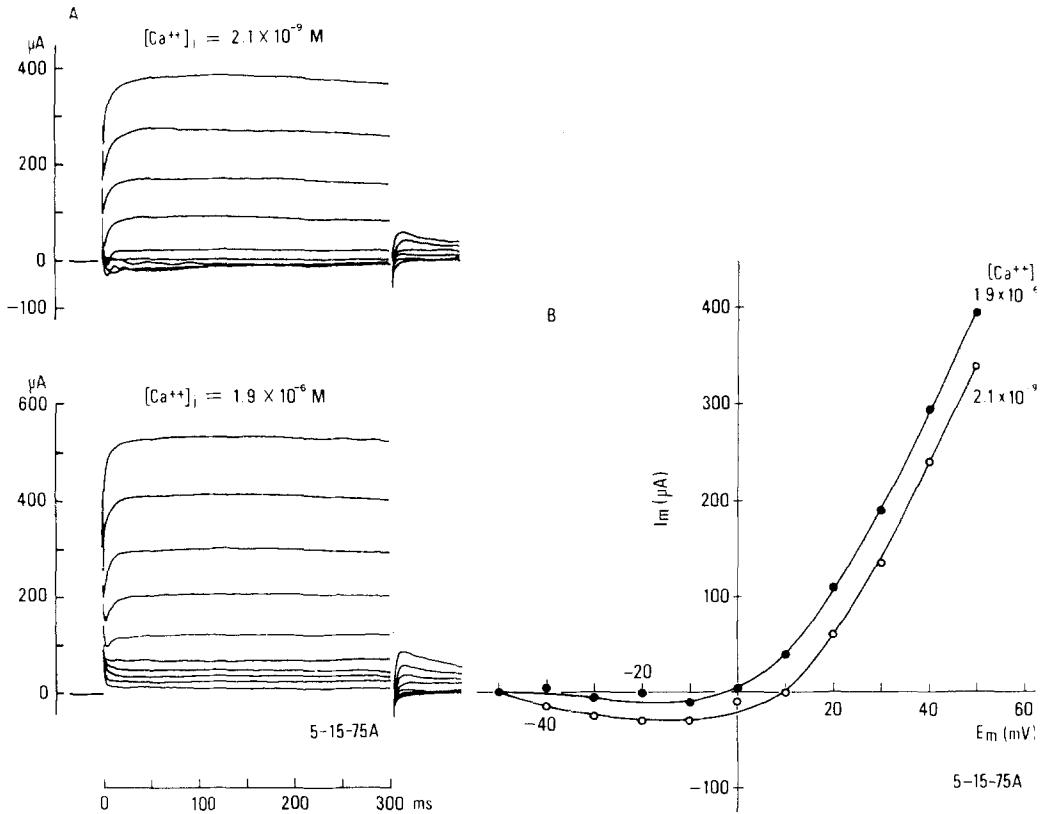 A
µA
[Ca++]i = 2.1 × 10⁻⁹ M
400
200
0
-100
µA
[Ca++]i = 1.9 × 10⁻⁶ M
600
400
200
0
5-15-75A
0 100 200 300 ms
B
[Ca++]
1.9 × 10⁻⁶
2.1 × 10⁻⁹
400
300
200
100
-100
Im (µA)
-20
-40
20 40 60
Em (mV)
5-15-75A